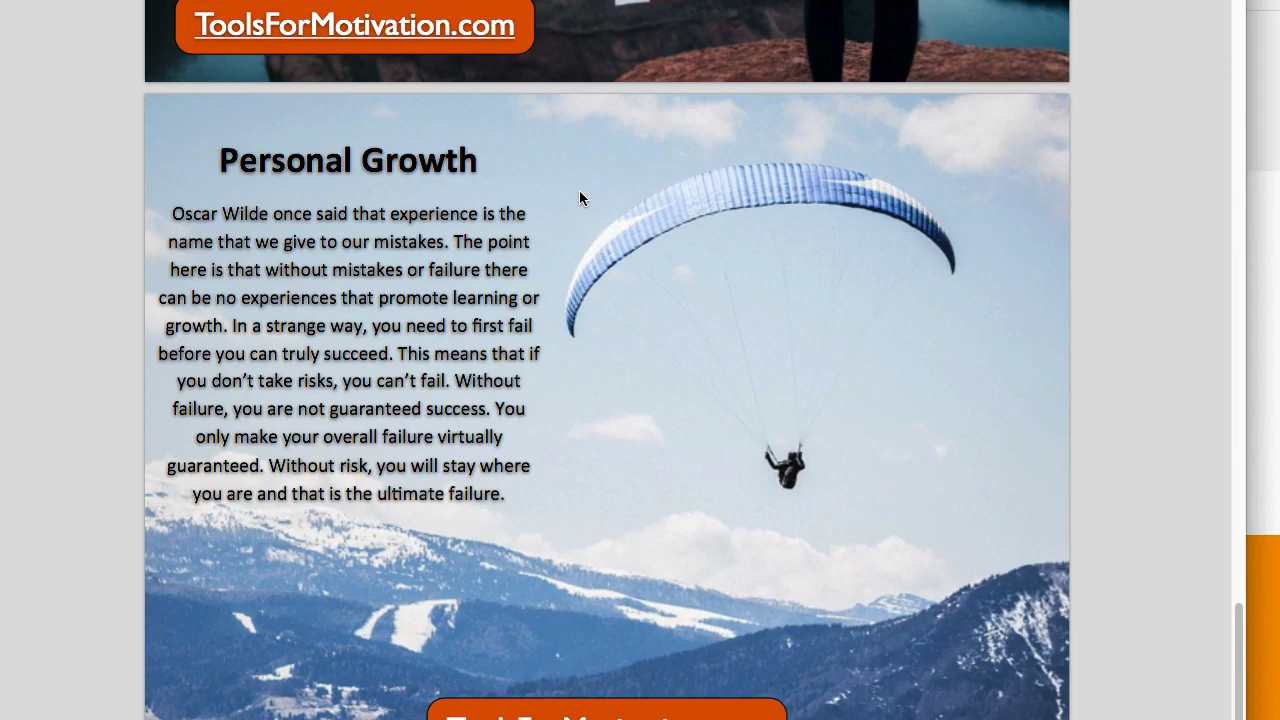 ToolsForMotivation.com
Personal Growth
Oscar Wilde once said that experience is the
name that we give to our mistakes. The point
here is that without mistakes or failure there
can be no experiences that promote learning or
growth. In a strange way, you need to first fail
before you can truly succeed. This means that if
you don’t take risks, you can’t fail. Without
failure, you are not guaranteed success. You
only make your overall failure virtually
guaranteed. Without risk, you will stay where
you are and that is the ultimate failure.